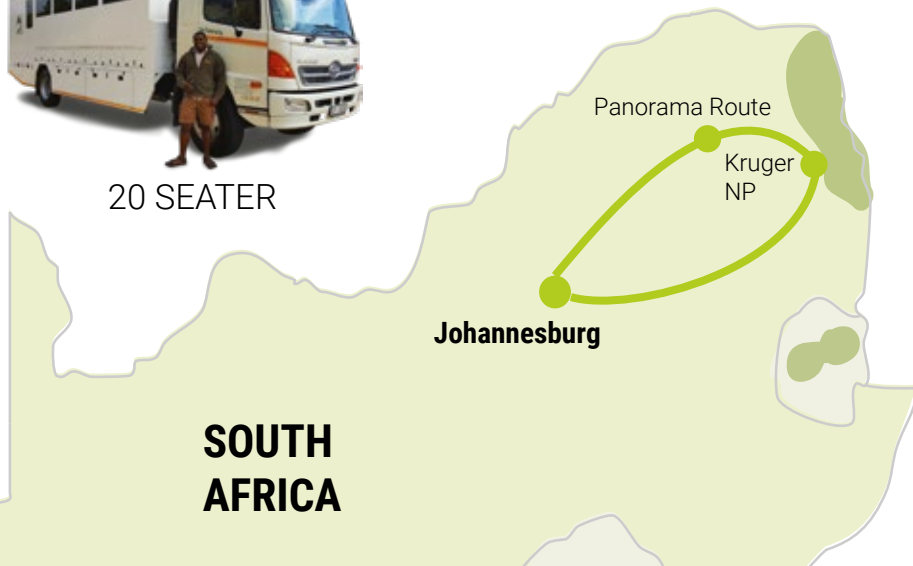 20 SEATER
Panorama Route
Kruger
NP
Johannesburg
SOUTH
AFRICA